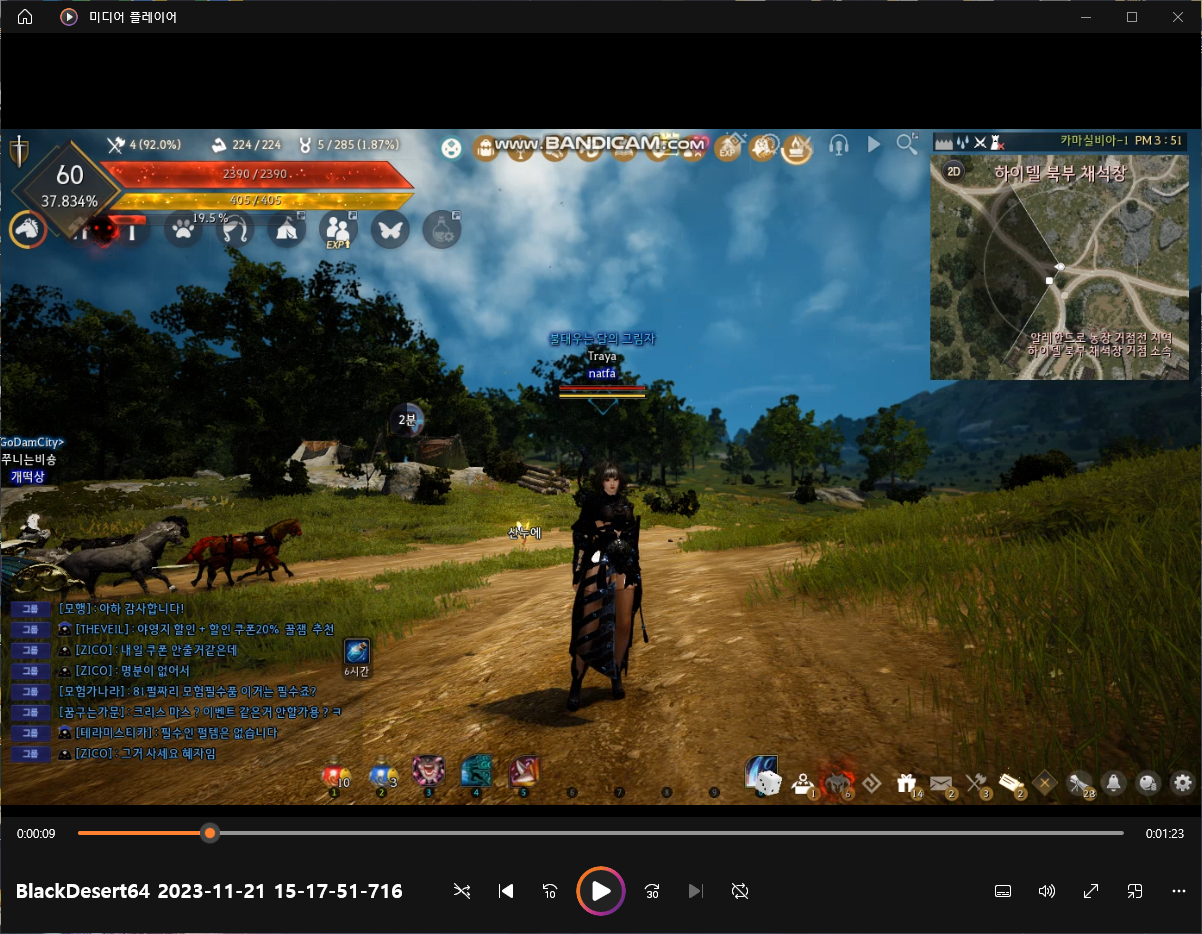 미디어 플레이어
4 (92.0%) 224 / 224 5 / 285 (1.87%)
www.BANDICAM.com
EXP
카마실비아-1 PM 3 : 51
60
37.834%
2390 / 2390
405 / 405
19.5 %
EXP
2D
하이델 북부 채석장
알레한드로 농장 거점전 지역
하이델 북부 채석장 거점 소속
불태우는 달의 그림자
Traya
natfa
2분
GoDamCity>
쭈니는비숑
개떡상
산누에
그룹 [모행] : 아하 감사합니다!
그룹 [THEVEIL] : 야영지 할인 + 할인 쿠폰20% 꿀잼 추천
그룹 [ZICO] : 내일 쿠폰 안줄거같은데
그룹 [ZICO] : 명분이 없어서
그룹 [모험가나라] : 81펄짜리 모험필수품 이거는 필수죠?
그룹 [꿈구는가문] : 크리스 마스 ? 이벤트 같은거 안할가용 ? ㅋ
그룹 [테라미스티카] : 필수인 펄템은 없습니다
그룹 [ZICO] : 그거 사세요 혜자임
6시간
10 3
1 2 3 4 5 6 7 8 9
1 6 14 2 3 2 28
0:00:09
0:01:23
BlackDesert64 2023-11-21 15-17-51-716
10
30